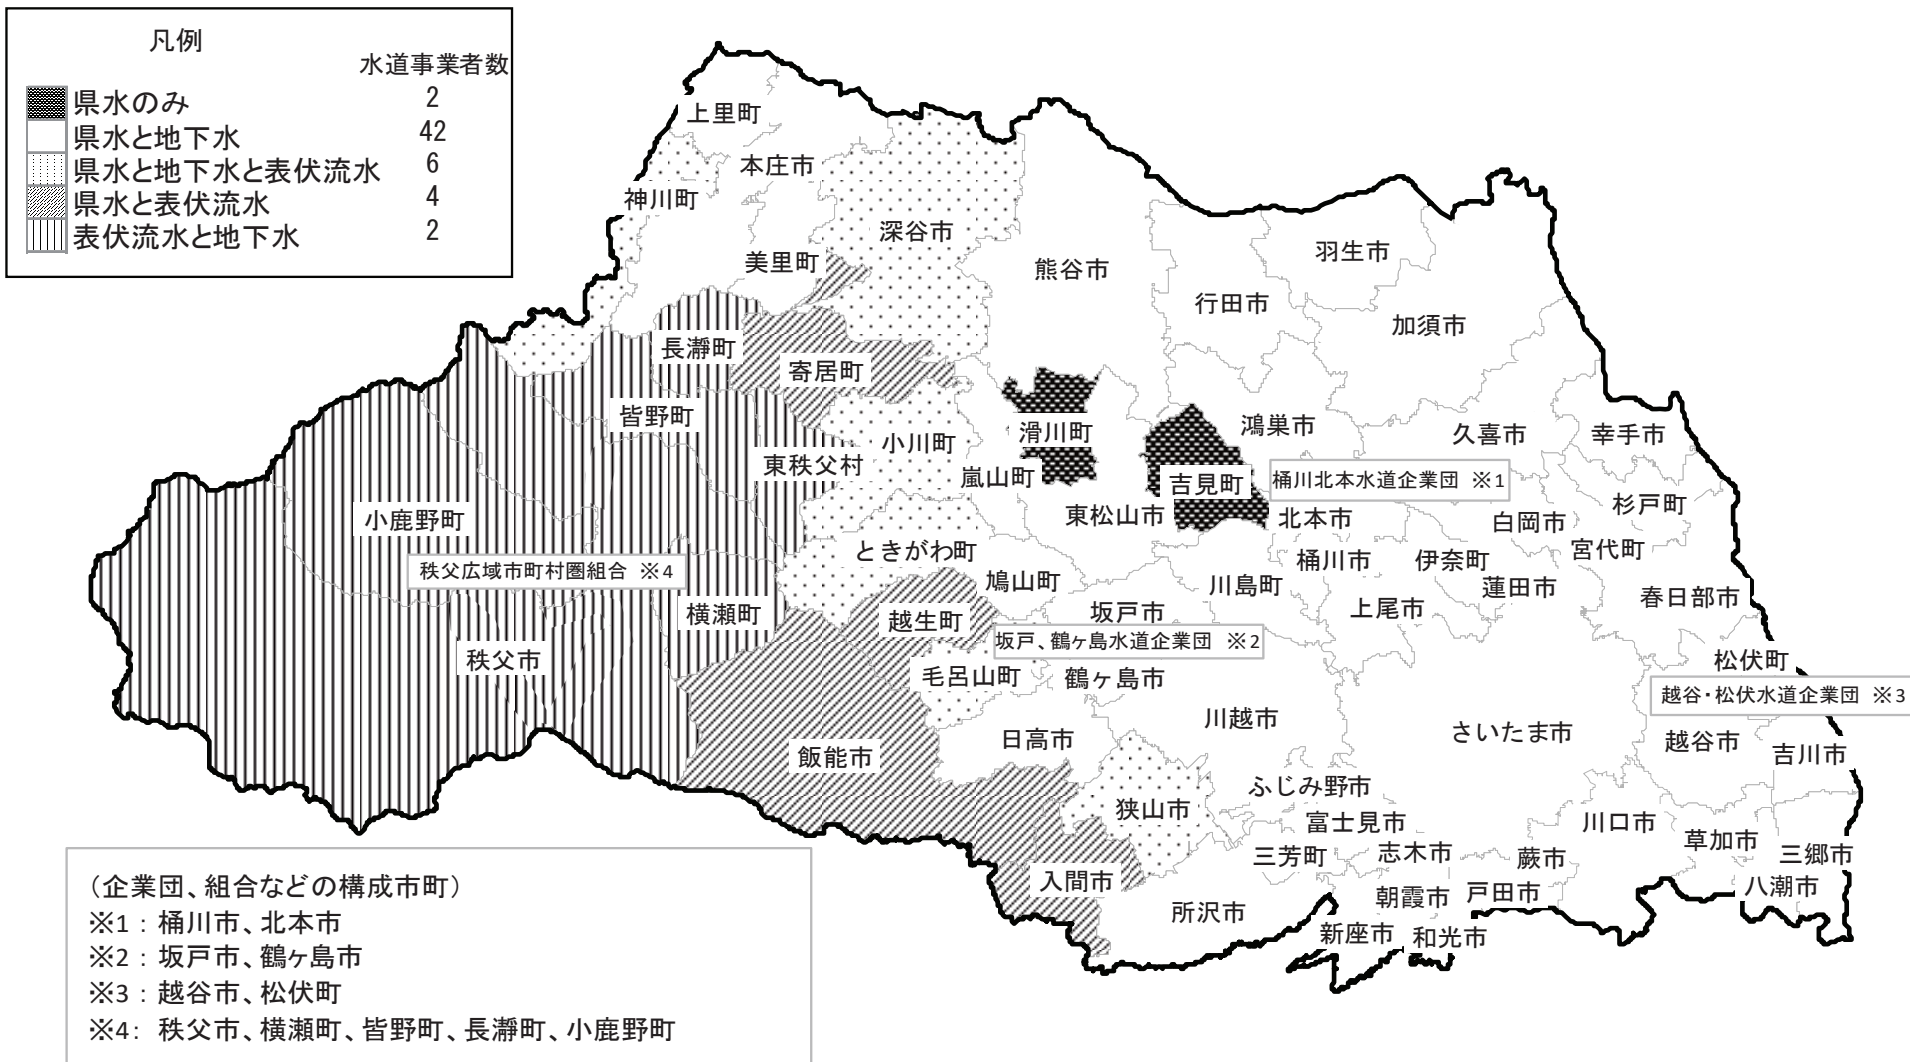 凡例
水道事業者数
県水のみ 2
県水と地下水 42
県水と地下水と表伏流水 6
県水と表伏流水 4
表伏流水と地下水 2
上里町
本庄市
神川町
深谷市
美里町
熊谷市
羽生市
行田市
加須市
長瀞町
寄居町
皆野町
小川町
滑川町
鴻巣市
久喜市
幸手市
東秩父村
嵐山町
吉見町
桶川北本水道企業団 ※1
小鹿野町
東松山市
北本市
白岡市
杉戸町
ときがわ町
桶川市
伊奈町
宮代町
秩父広域市町村圏組合 ※4
鳩山町
川島町
蓮田市
春日部市
横瀬町
越生町
坂戸市
上尾市
坂戸、鶴ヶ島水道企業団 ※2
秩父市
毛呂山町
鶴ヶ島市
松伏町
越谷・松伏水道企業団 ※3
川越市
さいたま市
日高市
越谷市
吉川市
飯能市
ふじみ野市
狭山市
富士見市
川口市
三芳町
志木市
蕨市
草加市
三郷市
入間市
朝霞市
戸田市
八潮市
所沢市
新座市
和光市
（企業団、組合などの構成市町）
※1：桶川市、北本市
※2：坂戸市、鶴ヶ島市
※3：越谷市、松伏町
※4： 秩父市、横瀬町、皆野町、長瀞町、小鹿野町